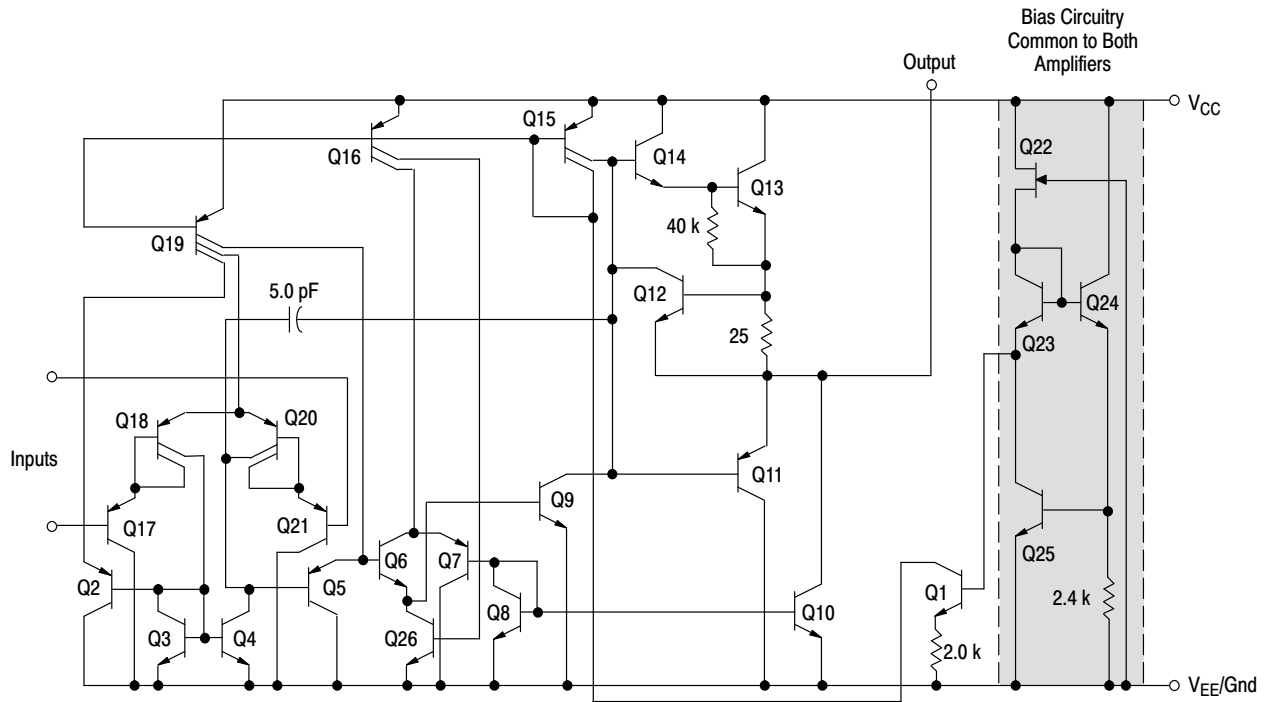 Bias Circuitry
Common to Both
Amplifiers
Output
VCC
Q15
Q22
Q16
Q14
Q13
Q19
40 k
5.0 pF
Q12
Q24
25
Q23
Q18
Q20
Inputs
Q9
Q11
Q17
Q21
Q25
Q6
Q7
Q2
Q5
Q1
2.4 k
Q8
Q10
Q3
Q4
Q26
2.0 k
VEE/Gnd